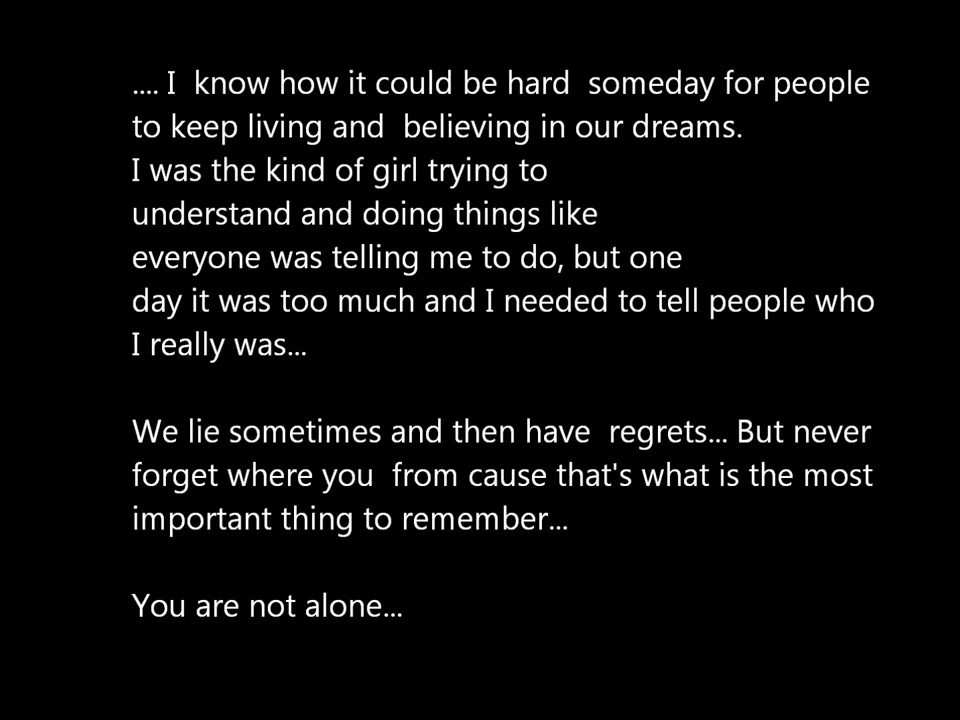 .... I  know how it could be hard  someday for people
to keep living and  believing in our dreams.
I was the kind of girl trying to
understand and doing things like
everyone was telling me to do, but one
day it was too much and I needed to tell people who
I really was...
We lie sometimes and then have  regrets... But never
forget where you  from cause that's what is the most
important thing to remember...
You are not alone...